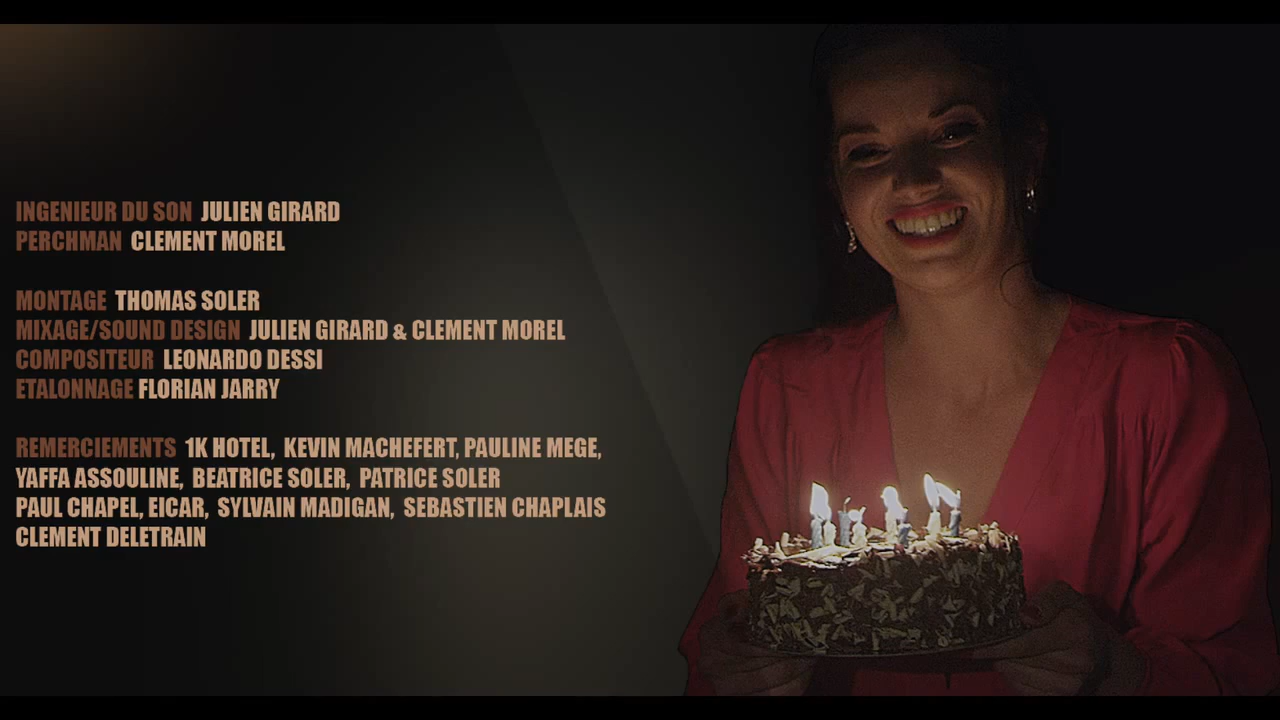 INGENIEUR DU SON JULIEN GIRARD
PERCHMAN CLEMENT MOREL
MONTAGE THOMAS SOLER
MIXAGE/SOUND DESIGN JULIEN GIRARD & CLEMENT MOREL
COMPOSITEUR LEONARDO DESSI
ETALONNAGE FLORIAN JARRY
REMERCIEMENTS 1K HOTEL, KEVIN MACHEFERT, PAULINE MEGE,
YAFFA ASSOULINE, BEATRICE SOLER, PATRICE SOLER
PAUL CHAPEL, EICAR, SYLVAIN MADIGAN, SEBASTIEN CHAPLAIS
CLEMENT DELETRAIN